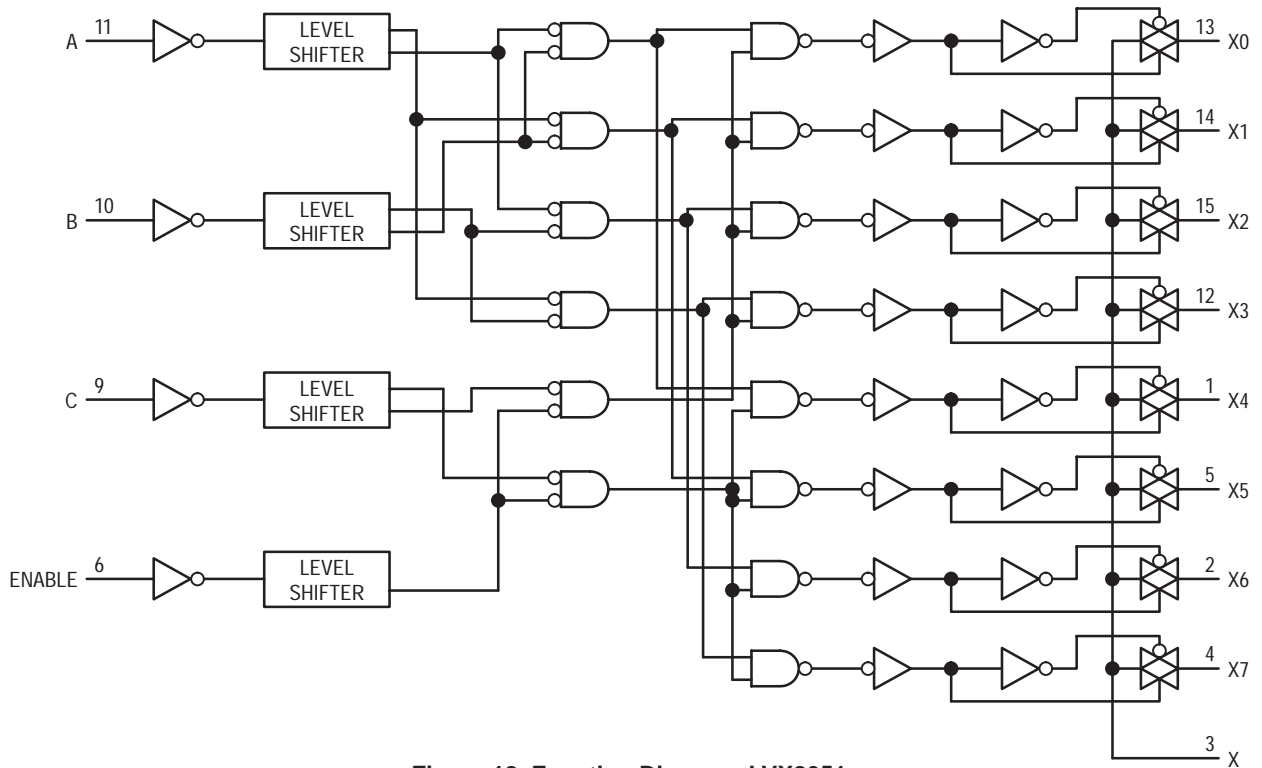 A 11 LEVEL SHIFTER 13 X0
14 X1
B 10 LEVEL SHIFTER 15 X2
12 X3
C 9 LEVEL SHIFTER 1 X4
5 X5
ENABLE 6 LEVEL SHIFTER 2 X6
4 X7
3 X